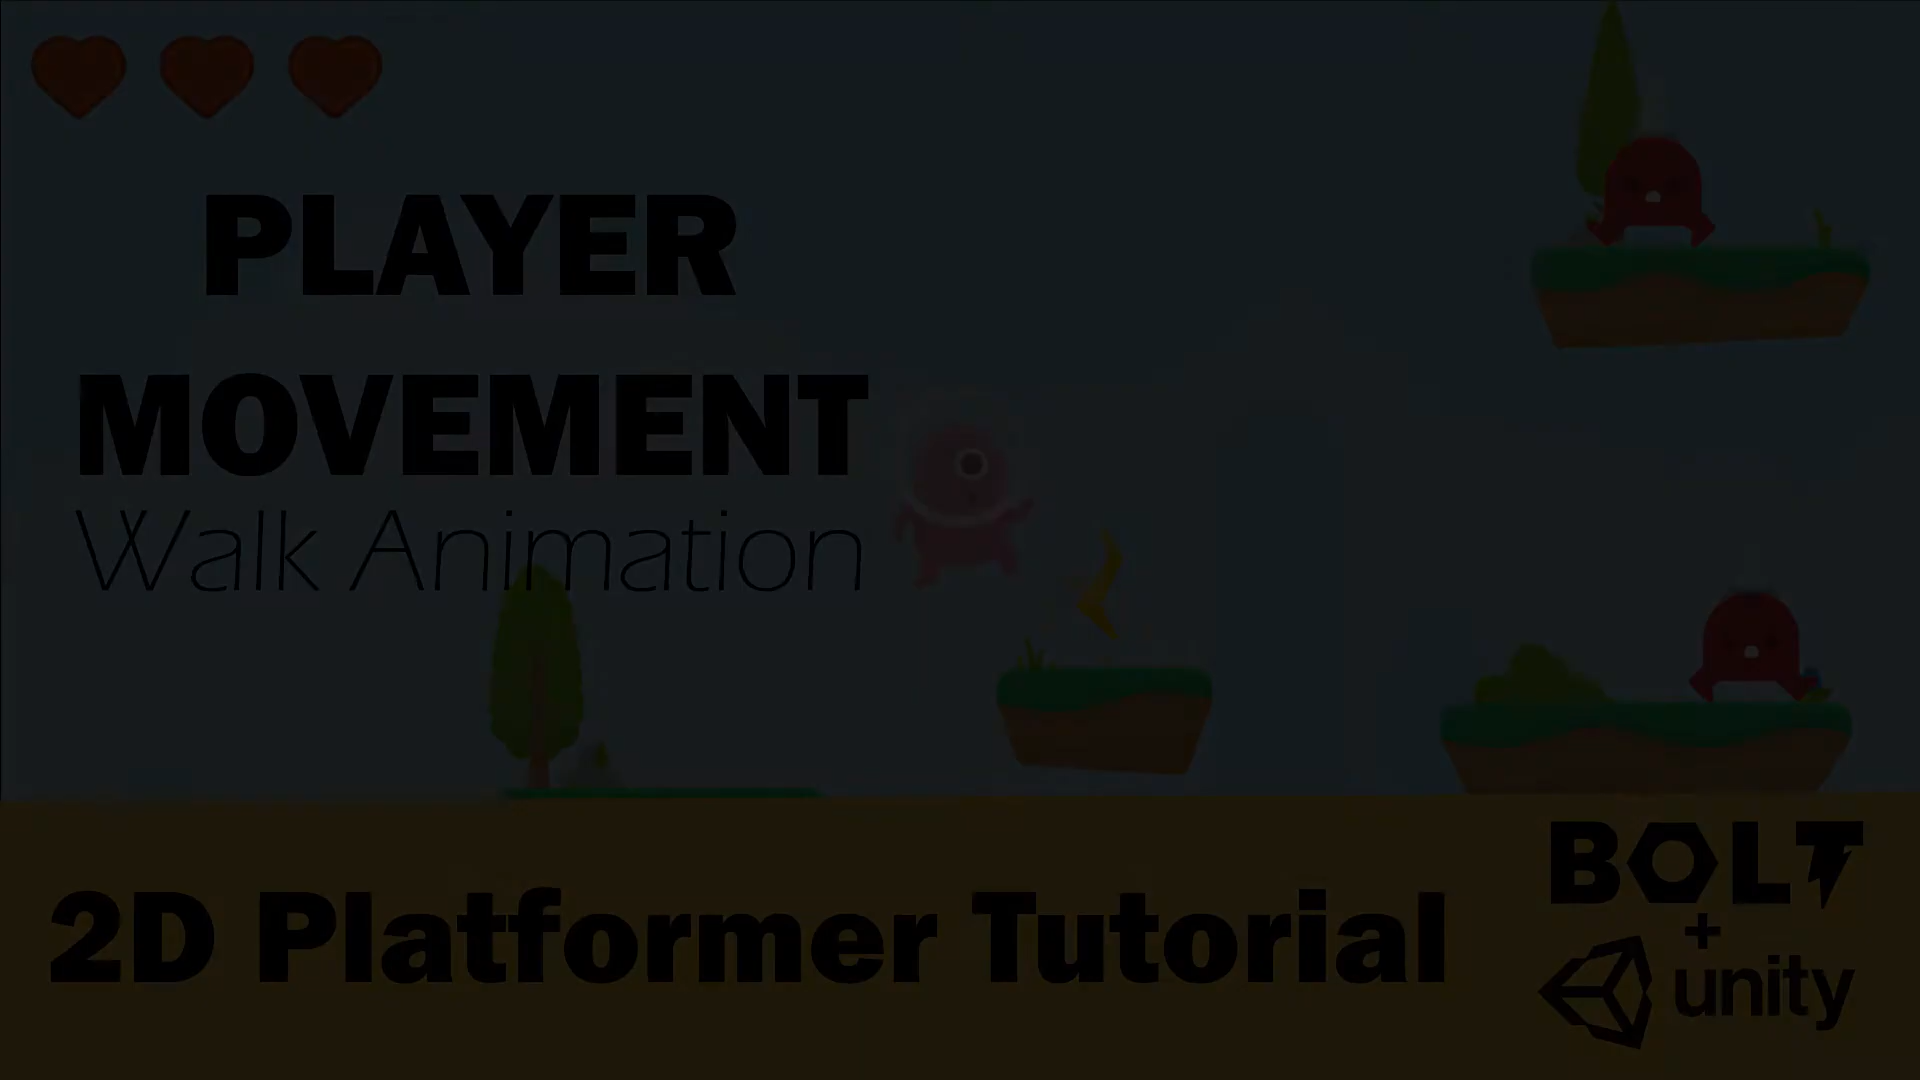 PLAYER
MOVEMENT
Walk Animation
2D Platformer Tutorial
BOLT
+
unity